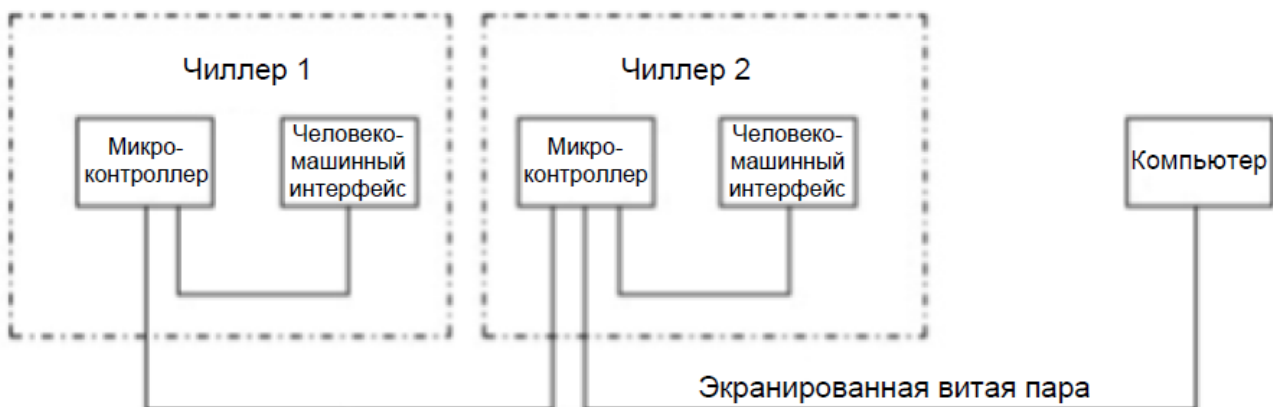 Чиллер 1
Микро-
контроллер
Человеко-
машинный
интерфейс
Чиллер 2
Микро-
контроллер
Человеко-
машинный
интерфейс
Компьютер
Экранированная витая пара